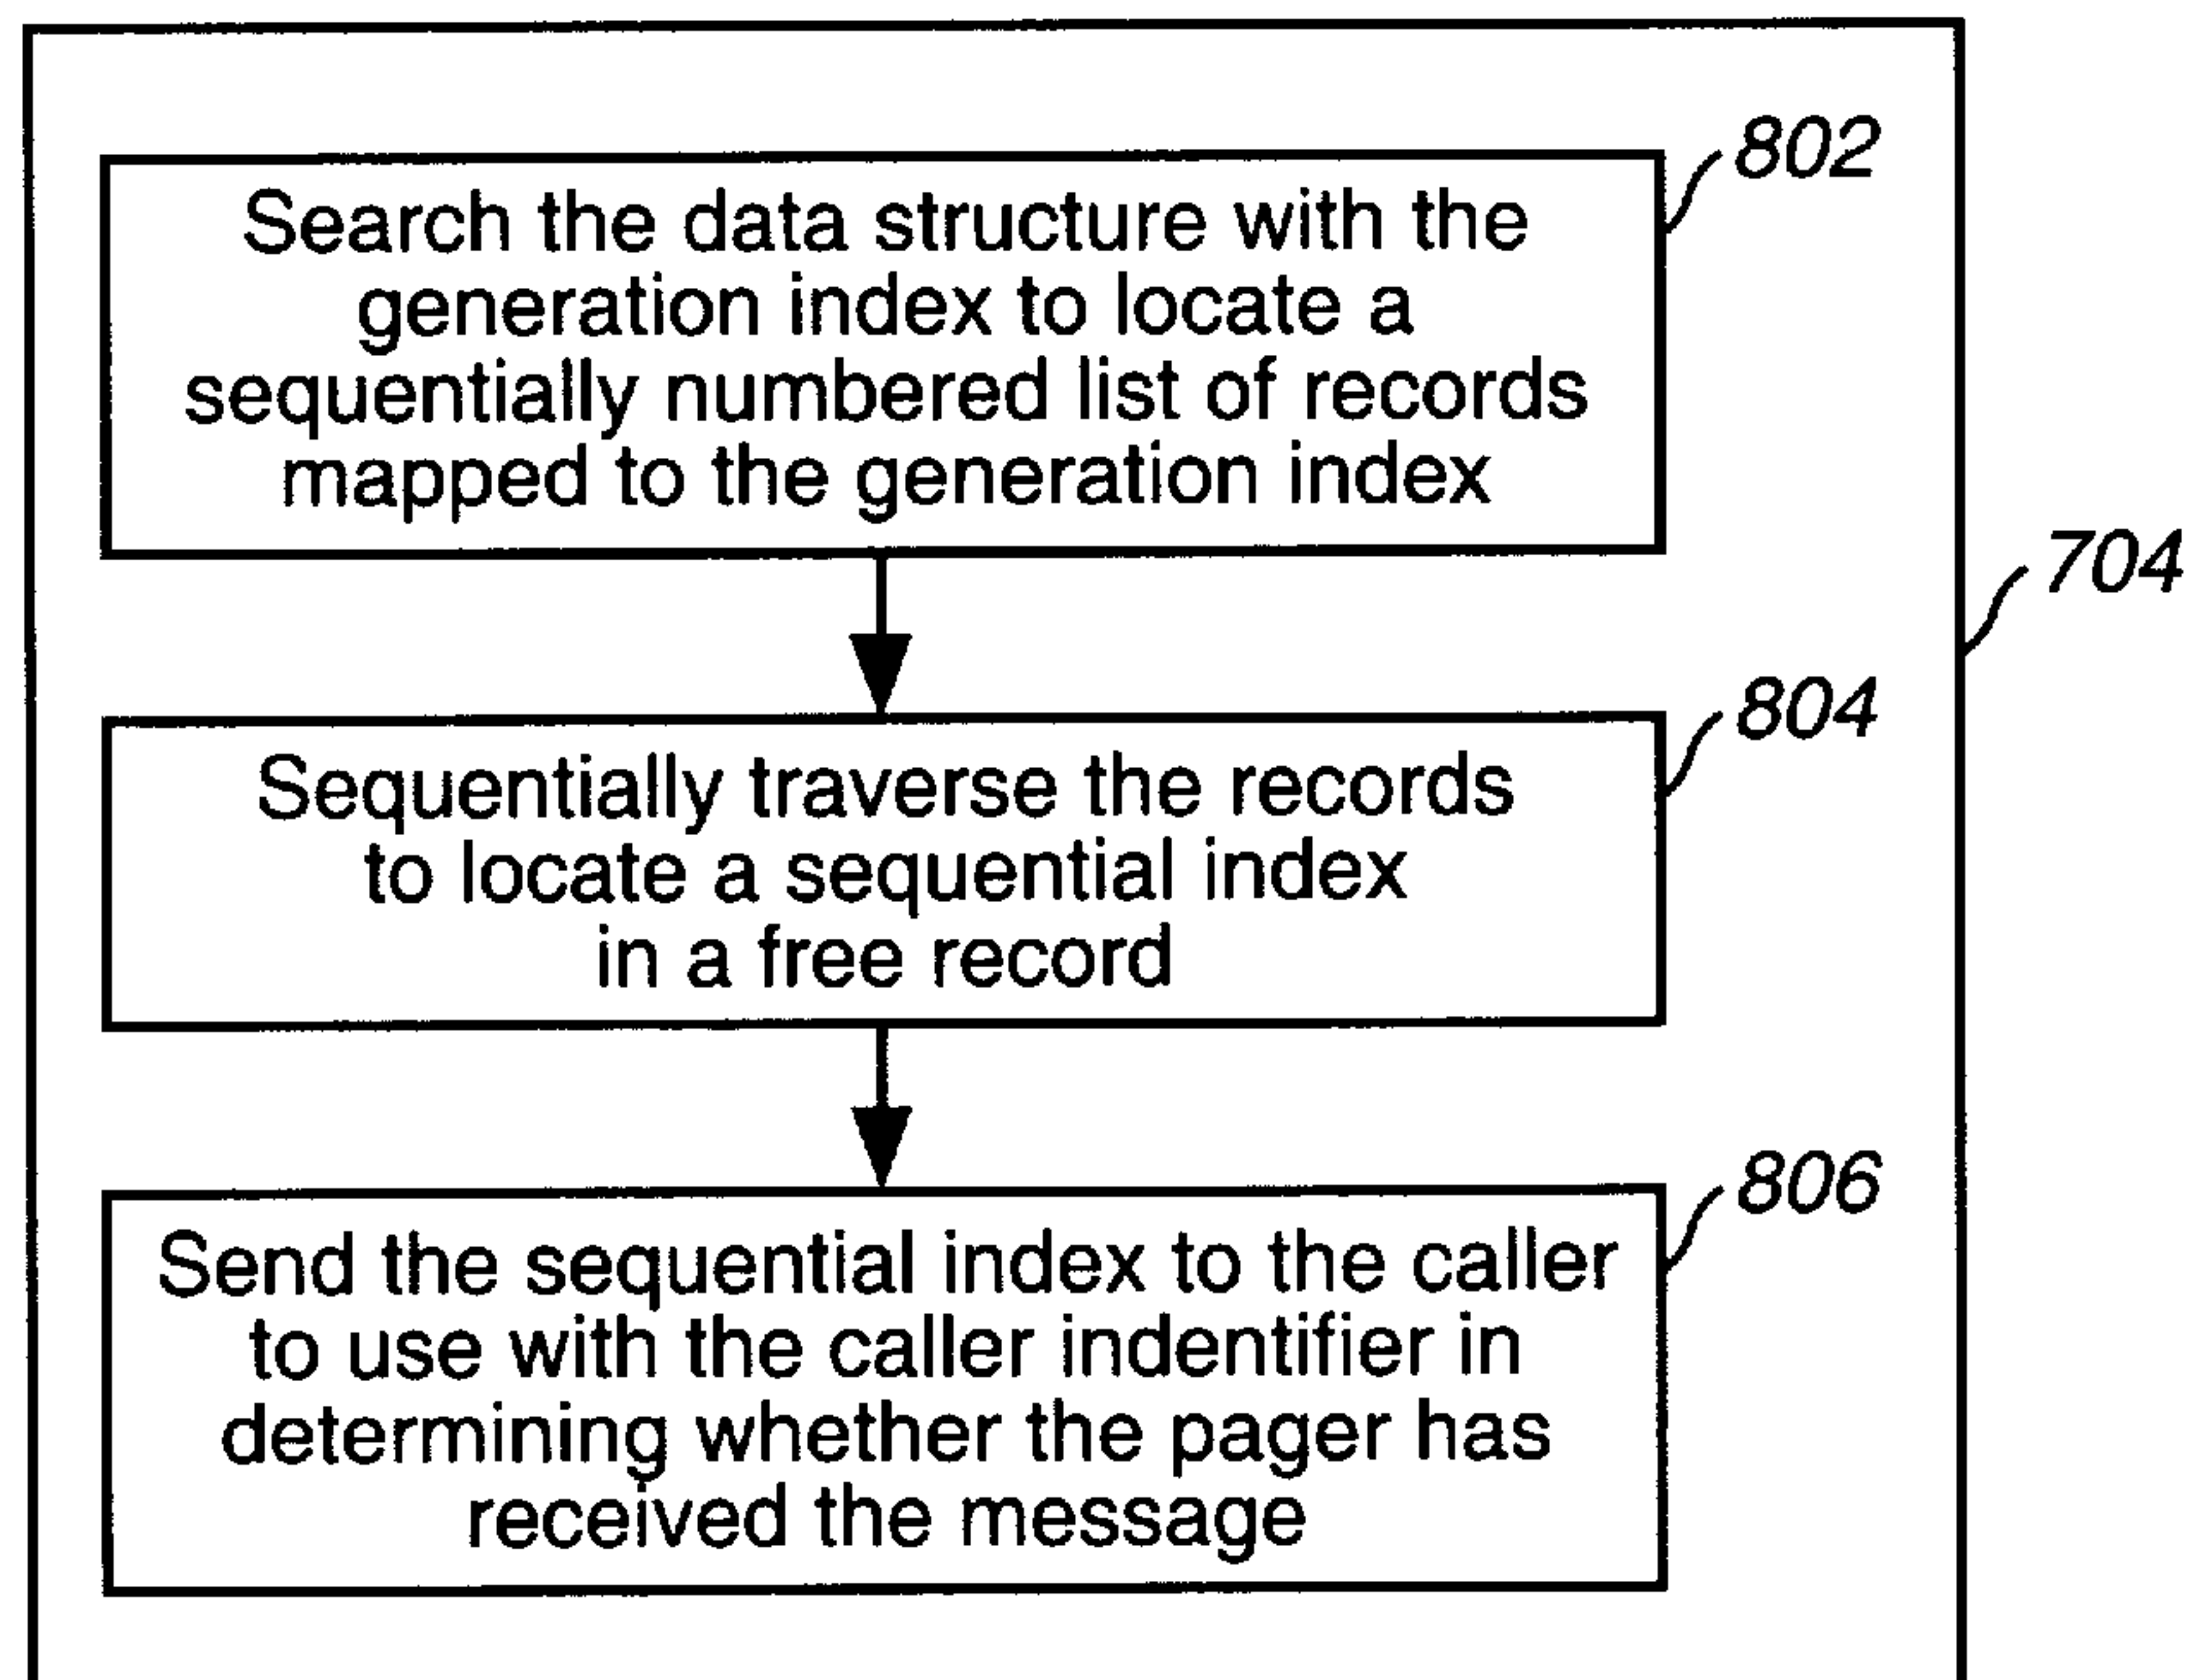 802
Search the data structure with the
generation index to locate a
sequentially numbered list of records
mapped to the generation index
704
804
Sequentially traverse the records
to locate a sequential index
in a free record
806
Send the sequential index to the caller
to use with the caller indentifier in
determining whether the pager has
received the message